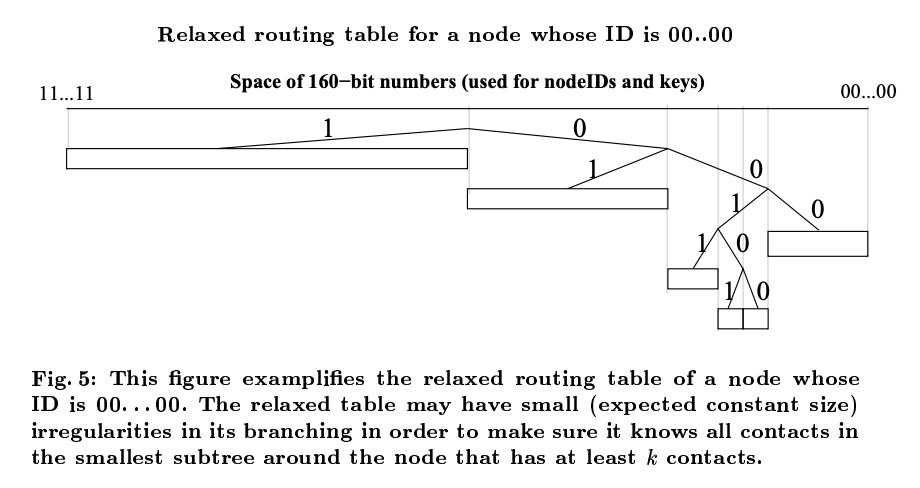 Relaxed routing table for a node whose ID is 00..00
Space of 160−bit numbers (used for nodeIDs and keys)
11...11
00...00
1
0
1
0
1
0
1
0
1
0
Fig. 5: This figure examplifies the relaxed routing table of a node whose
ID is 00...00. The relaxed table may have small (expected constant size)
irregularities in its branching in order to make sure it knows all contacts in
the smallest subtree around the node that has at least k contacts.